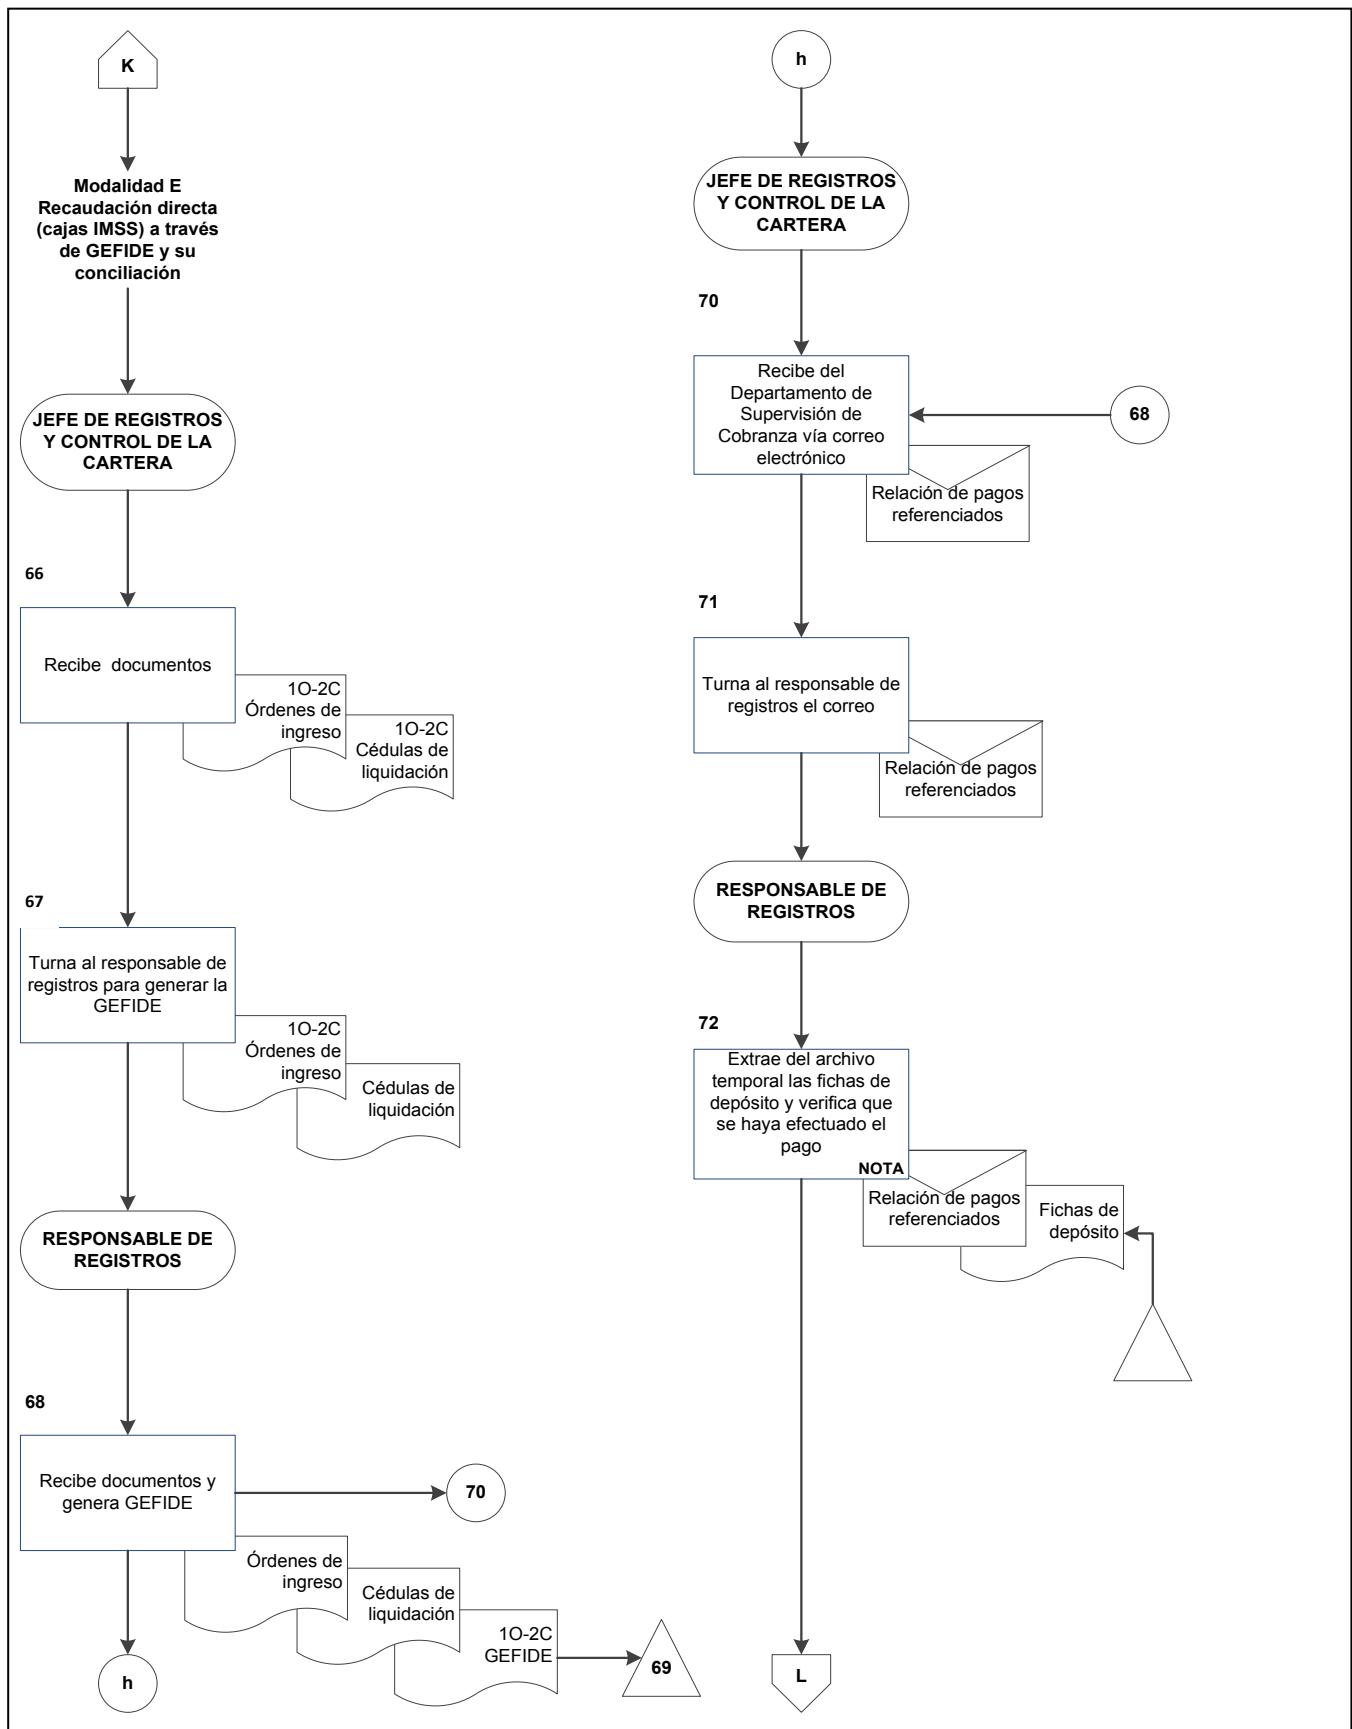 K
Modalidad E
Recaudación directa
(cajas IMSS) a través
de GEFIDE y su
conciliación
JEFE DE REGISTROS
Y CONTROL DE LA
CARTERA
66
Recibe documentos
1O-2C
Órdenes de
ingreso
1O-2C
Cédulas de
liquidación
67
Turna al responsable de
registros para generar la
GEFIDE
1O-2C
Órdenes de
ingreso
Cédulas de
liquidación
RESPONSABLE DE
REGISTROS
68
Recibe documentos y
genera GEFIDE
70
Órdenes de
ingreso
Cédulas de
liquidación
1O-2C
GEFIDE
69
h
h
JEFE DE REGISTROS
Y CONTROL DE LA
CARTERA
70
Recibe del
Departamento de
Supervisión de
Cobranza vía correo
electrónico
68
Relación de pagos
referenciados
71
Turna al responsable de
registros el correo
Relación de pagos
referenciados
RESPONSABLE DE
REGISTROS
72
Extrae del archivo
temporal las fichas de
depósito y verifica que
se haya efectuado el
pago
NOTA
Relación de pagos
referenciados
Fichas de
depósito
L